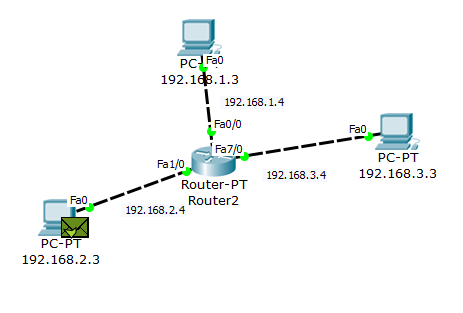 Fa0
PC-PT
192.168.1.3
192.168.1.4
Fa0/0
Fa0
Fa7/0
PC-PT
192.168.3.3
Fa1/0
192.168.3.4
Router-PT
Router2
Fa0
192.168.2.4
PC-PT
192.168.2.3